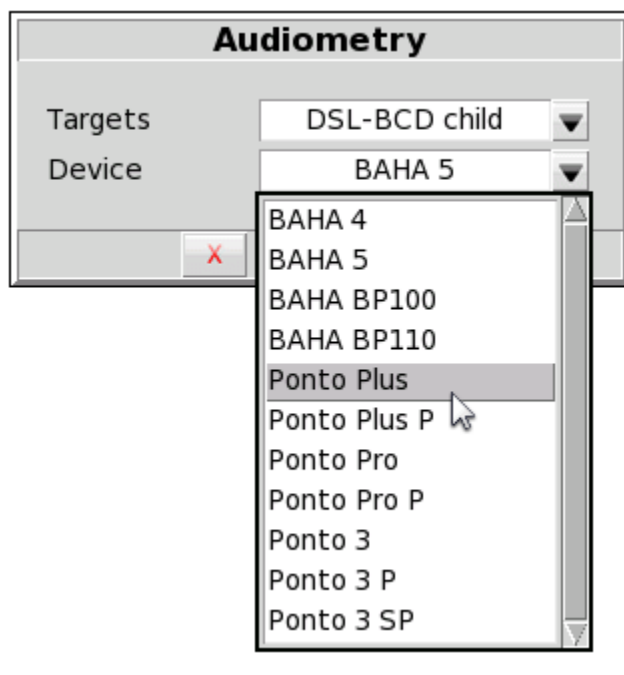 Audiometry
Targets DSL-BCD child
Device BAHA 5
BAHA 4
BAHA 5
BAHA BP100
BAHA BP110
Ponto Plus
Ponto Plus P
Ponto Pro
Ponto Pro P
Ponto 3
Ponto 3 P
Ponto 3 SP
X